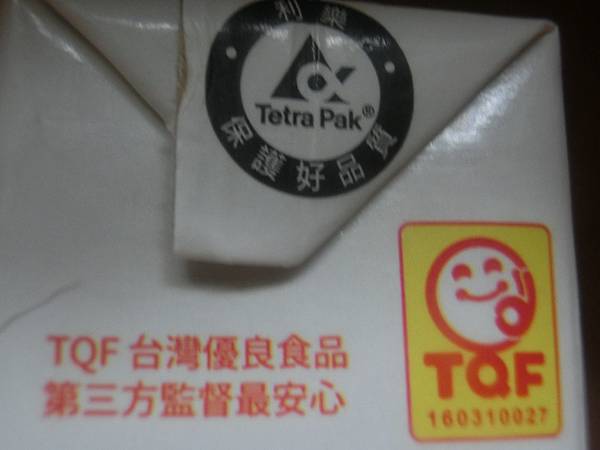 利樂
Tetra Pak®
保護好品質
TQF 台灣優良食品
第三方監督最安心
TQF
160310027